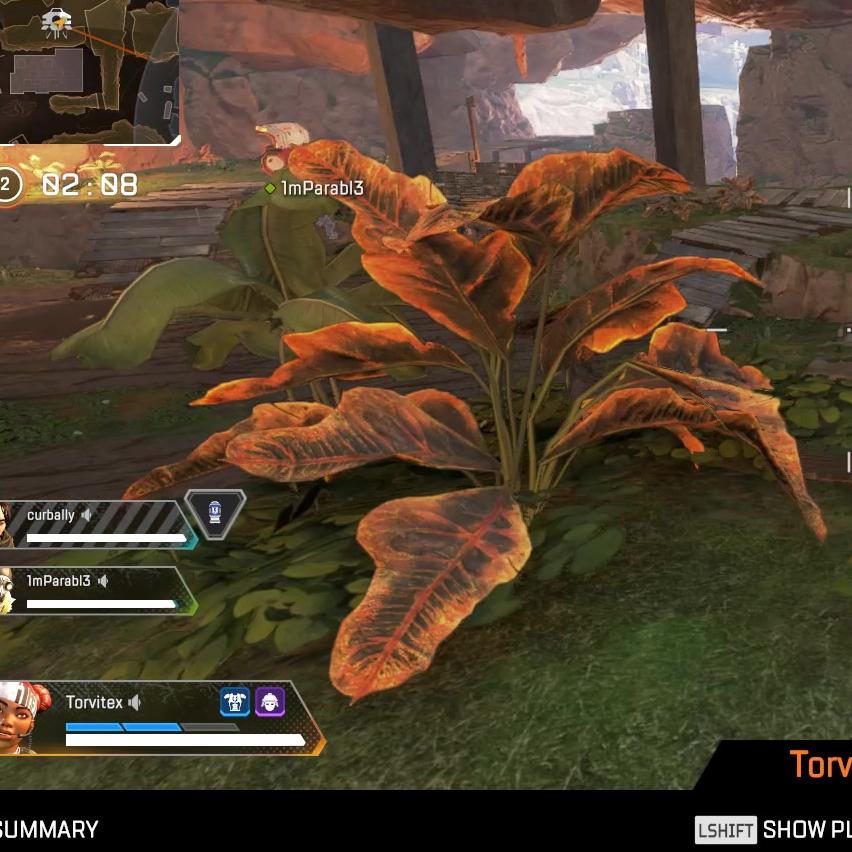 2 02:08
1mParabl3
curbally
1mParabl3
Torvitex
Torv
SUMMARY
LSHIFT SHOW PL